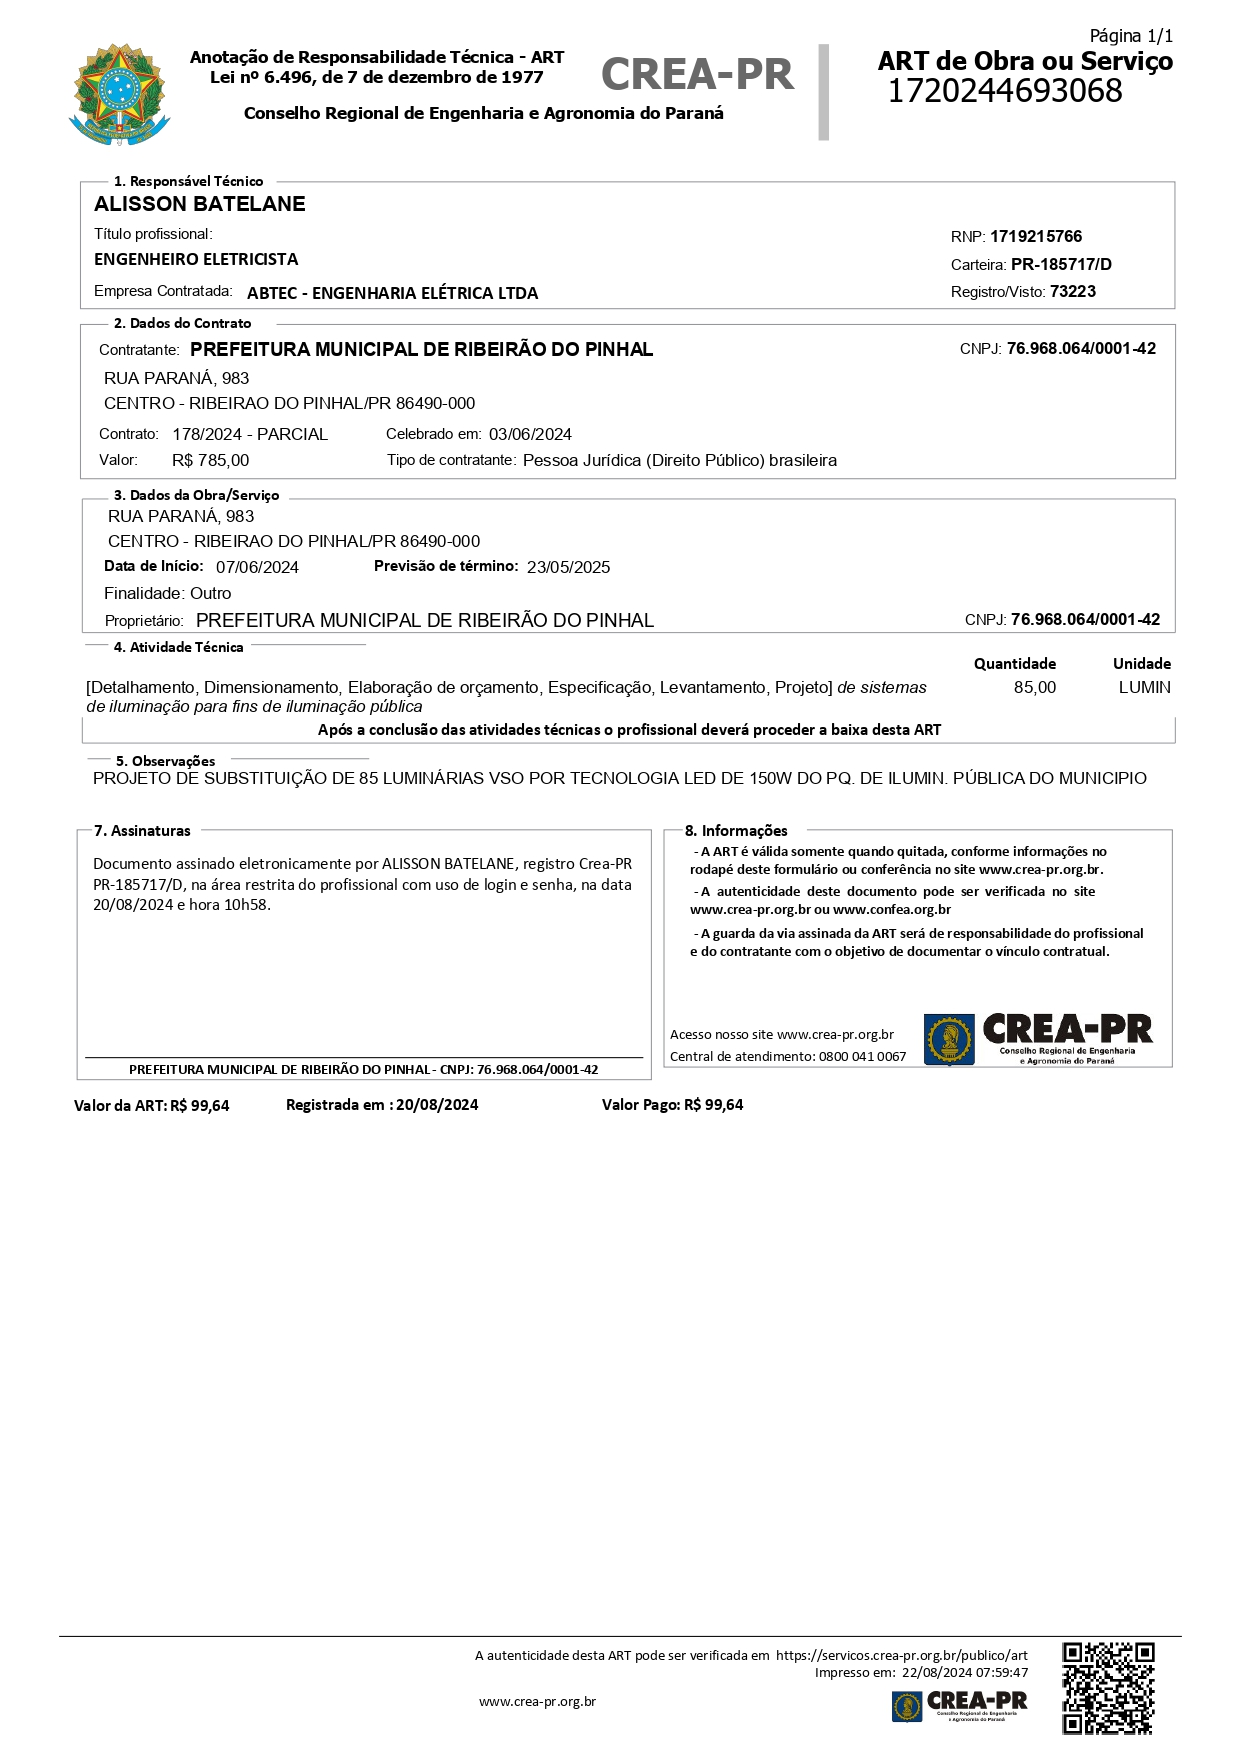 Página 1/1
Anotação de Responsabilidade Técnica - ART
Lei nº 6.496, de 7 de dezembro de 1977
Conselho Regional de Engenharia e Agronomia do Paraná
CREA-PR
ART de Obra ou Serviço
1720244693068
1. Responsável Técnico
ALISSON BATELANE
Título profissional:
ENGENHEIRO ELETRICISTA
Empresa Contratada: ABTEC - ENGENHARIA ELÉTRICA LTDA
RNP: 1719215766
Carteira: PR-185717/D
Registro/Visto: 73223
2. Dados do Contrato
Contratante: PREFEITURA MUNICIPAL DE RIBEIRÃO DO PINHAL CNPJ: 76.968.064/0001-42
RUA PARANÁ, 983
CENTRO - RIBEIRAO DO PINHAL/PR 86490-000
Contrato: 178/2024 - PARCIAL Celebrado em: 03/06/2024
Valor: R$ 785,00 Tipo de contratante: Pessoa Jurídica (Direito Público) brasileira
3. Dados da Obra/Serviço
RUA PARANÁ, 983
CENTRO - RIBEIRAO DO PINHAL/PR 86490-000
Data de Início: 07/06/2024 Previsão de término: 23/05/2025
Finalidade: Outro
Proprietário: PREFEITURA MUNICIPAL DE RIBEIRÃO DO PINHAL CNPJ: 76.968.064/0001-42
4. Atividade Técnica
Quantidade Unidade
[Detalhamento, Dimensionamento, Elaboração de orçamento, Especificação, Levantamento, Projeto] de sistemas 85,00 LUMIN
de iluminação para fins de iluminação pública
Após a conclusão das atividades técnicas o profissional deverá proceder a baixa desta ART
5. Observações
PROJETO DE SUBSTITUIÇÃO DE 85 LUMINÁRIAS VSO POR TECNOLOGIA LED DE 150W DO PQ. DE ILUMIN. PÚBLICA DO MUNICIPIO
7. Assinaturas
Documento assinado eletronicamente por ALISSON BATELANE, registro Crea-PR
PR-185717/D, na área restrita do profissional com uso de login e senha, na data
20/08/2024 e hora 10h58.
PREFEITURA MUNICIPAL DE RIBEIRÃO DO PINHAL - CNPJ: 76.968.064/0001-42
8. Informações
- A ART é válida somente quando quitada, conforme informações no
rodapé deste formulário ou conferência no site www.crea-pr.org.br.
- A autenticidade deste documento pode ser verificada no site
www.crea-pr.org.br ou www.confea.org.br
- A guarda da via assinada da ART será de responsabilidade do profissional
e do contratante com o objetivo de documentar o vínculo contratual.
Acesso nosso site www.crea-pr.org.br
Central de atendimento: 0800 041 0067
CREA-PR
Conselho Regional de Engenharia
e Agronomia do Paraná
Valor da ART: R$ 99,64 Registrada em : 20/08/2024 Valor Pago: R$ 99,64
A autenticidade desta ART pode ser verificada em https://servicos.crea-pr.org.br/publico/art
Impresso em: 22/08/2024 07:59:47
www.crea-pr.org.br
CREA-PR
Conselho Regional de Engenharia
e Agronomia do Paraná